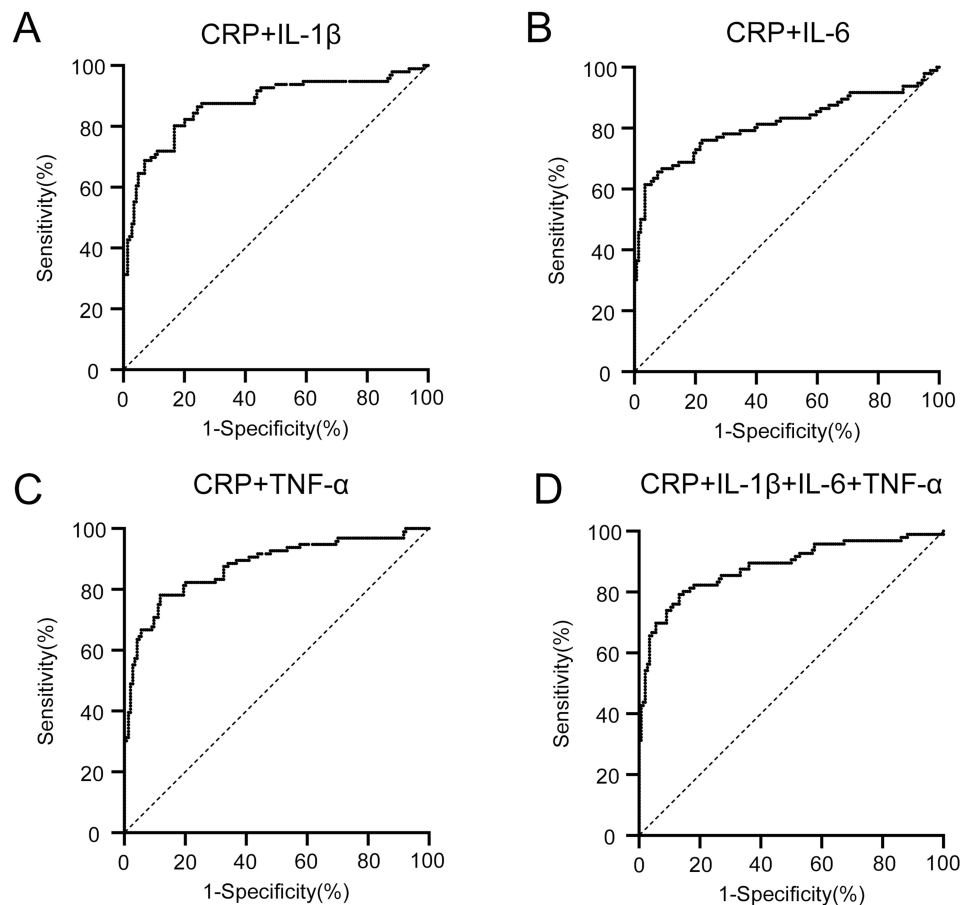 A
CRP+IL-1β
100
80
60
40
20
0
Sensitivity(%)
0 20 40 60 80 100
1-Specificity(%)
B
CRP+IL-6
100
80
60
40
20
0
Sensitivity(%)
0 20 40 60 80 100
1-Specificity(%)
C
CRP+TNF-α
100
80
60
40
20
0
Sensitivity(%)
0 20 40 60 80 100
1-Specificity(%)
D
CRP+IL-1β+IL-6+TNF-α
100
80
60
40
20
0
Sensitivity(%)
0 20 40 60 80 100
1-Specificity(%)